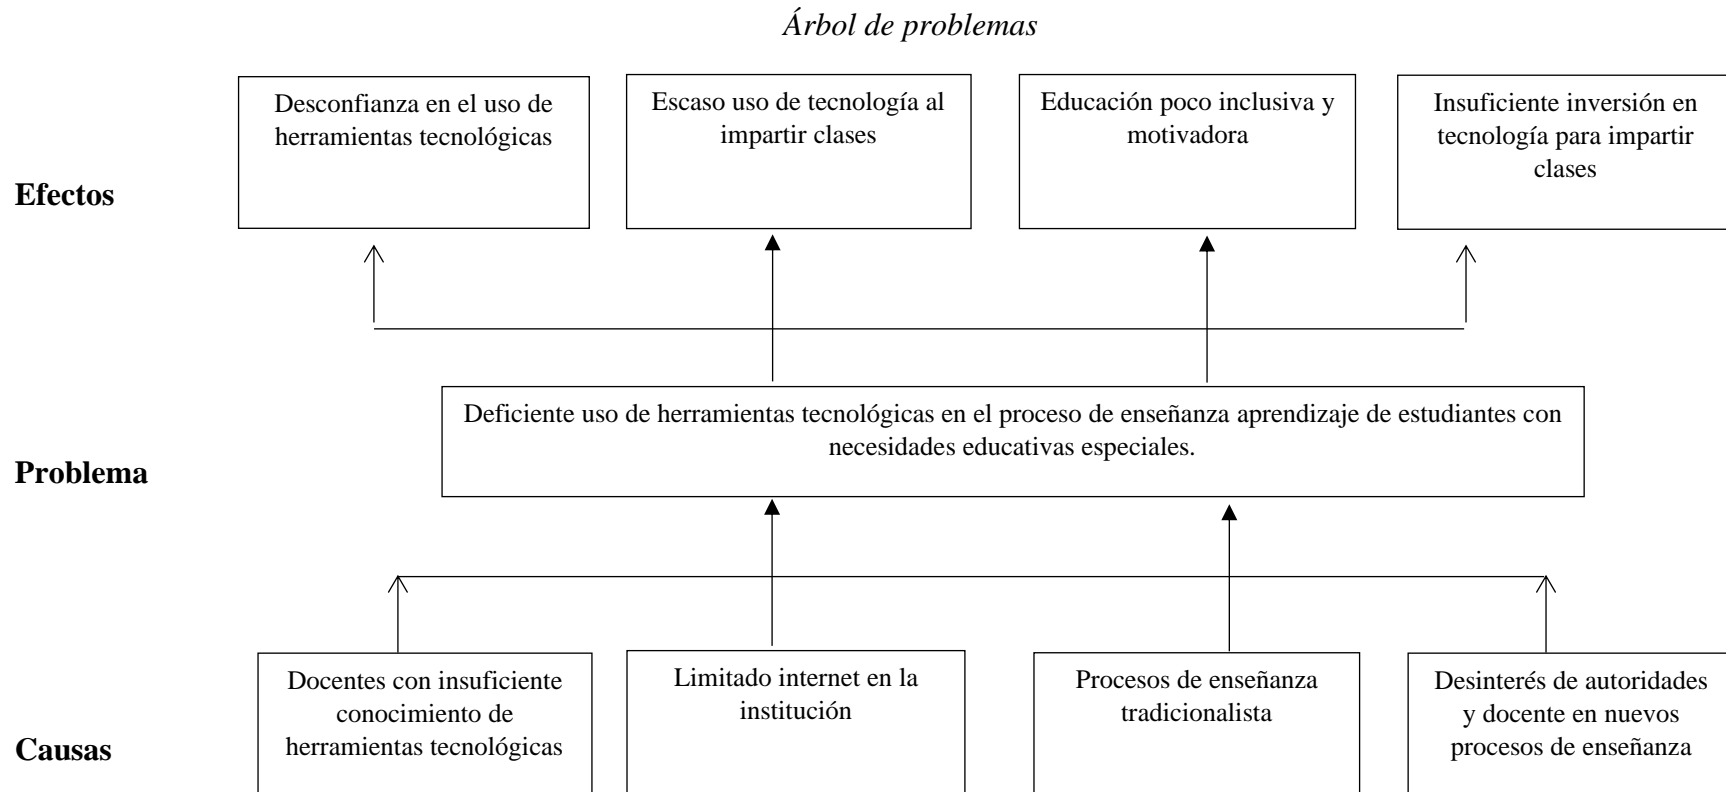 Árbol de problemas
Desconfianza en el uso de
herramientas tecnológicas
Escaso uso de tecnología al
impartir clases
Educación poco inclusiva y
motivadora
Insuficiente inversión en
tecnología para impartir
clases
Efectos
Deficiente uso de herramientas tecnológicas en el proceso de enseñanza aprendizaje de estudiantes con
necesidades educativas especiales.
Problema
Docentes con insuficiente
conocimiento de
herramientas tecnológicas
Limitado internet en la
institución
Procesos de enseñanza
tradicionalista
Desinterés de autoridades
y docente en nuevos
procesos de enseñanza
Causas